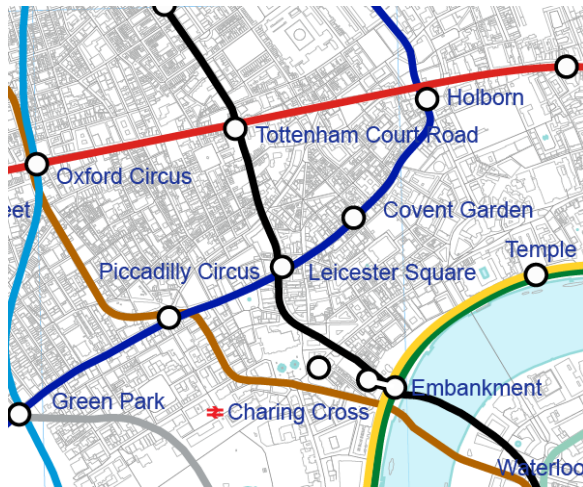 Holborn
Tottenham Court Road
Oxford Circus
eet
Covent Garden
Temple
Piccadilly Circus
Leicester Square
Embankment
Green Park
Charing Cross
Waterloo